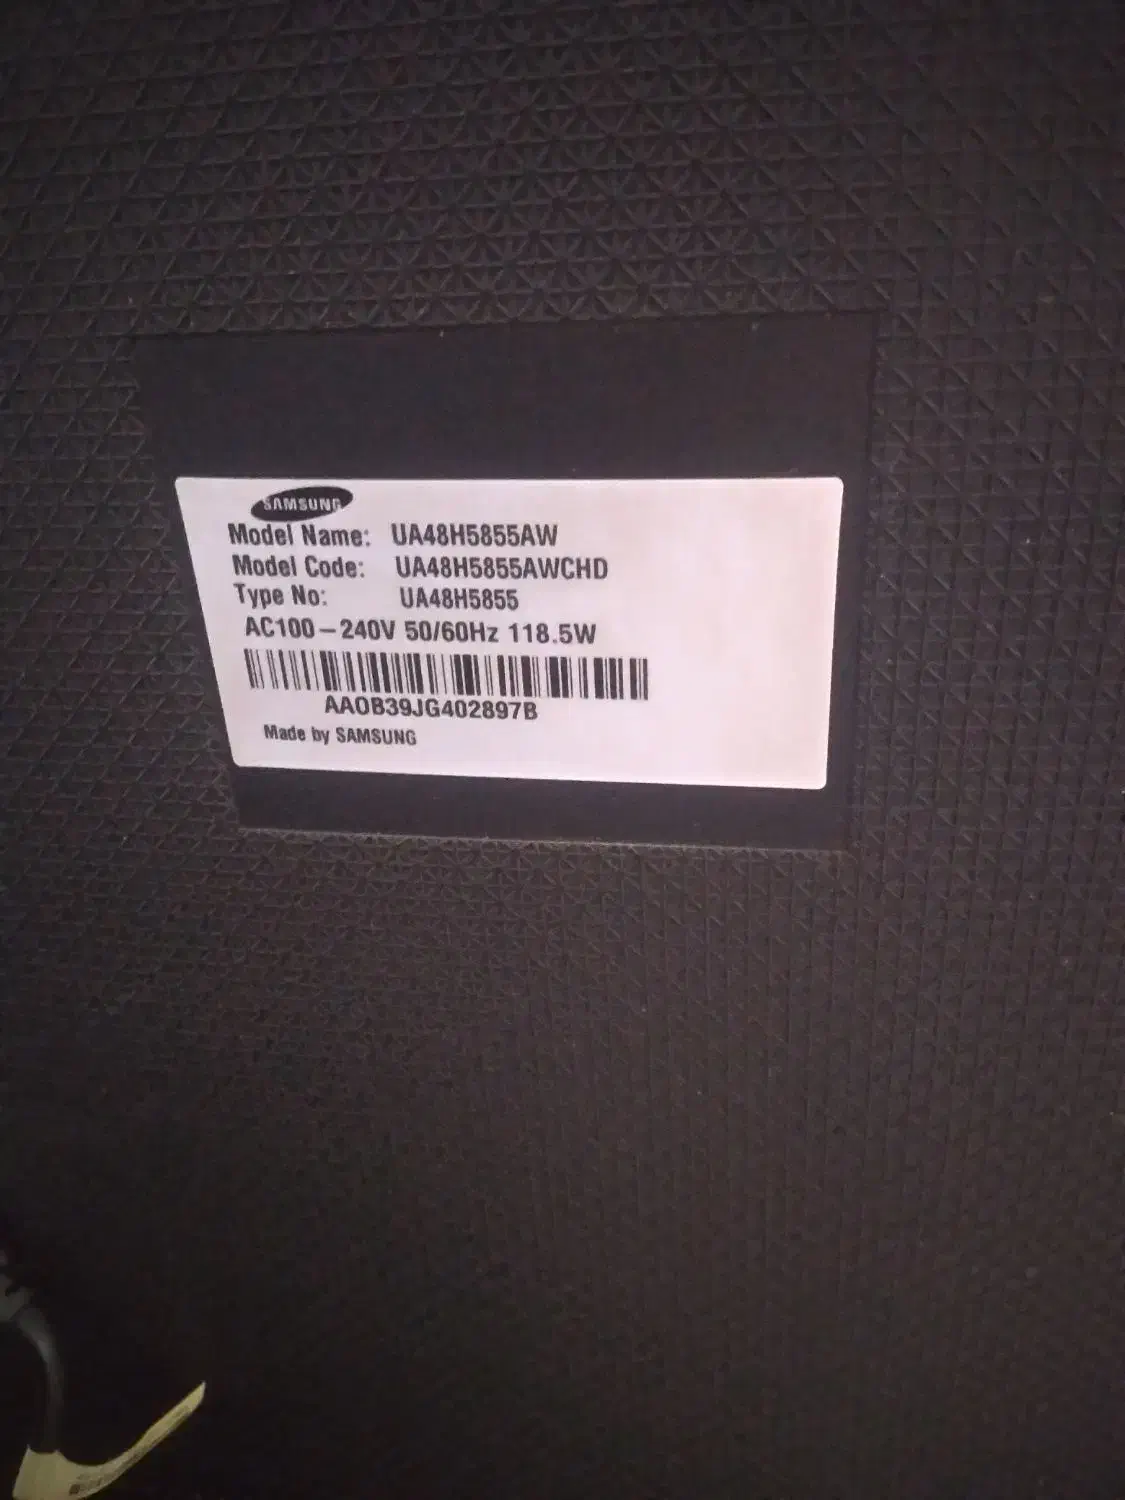 SAMSUNG
Model Name: UA48H5855AW
Model Code: UA48H5855AWCHD
Type No: UA48H5855
AC100-240V 50/60Hz 118.5W
AAOB39JG402897B
Made by SAMSUNG